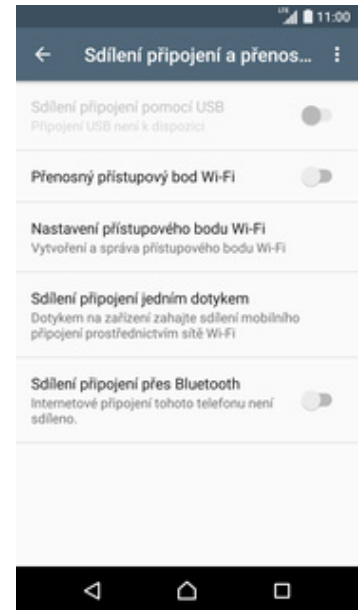 LTE 11:00
Sdílení připojení a přenos...
Sdílení připojení pomocí USB
Připojení USB není k dispozici
Přenosný přístupový bod Wi-Fi
Nastavení přístupového bodu Wi-Fi
Vytvoření a správa přístupového bodu Wi-Fi
Sdílení připojení jedním dotykem
Dotykem na zařízení zahajte sdílení mobilního
připojení prostřednictvím sítě Wi-Fi
Sdílení připojení přes Bluetooth
Internetové připojení tohoto telefonu není
sdíleno.